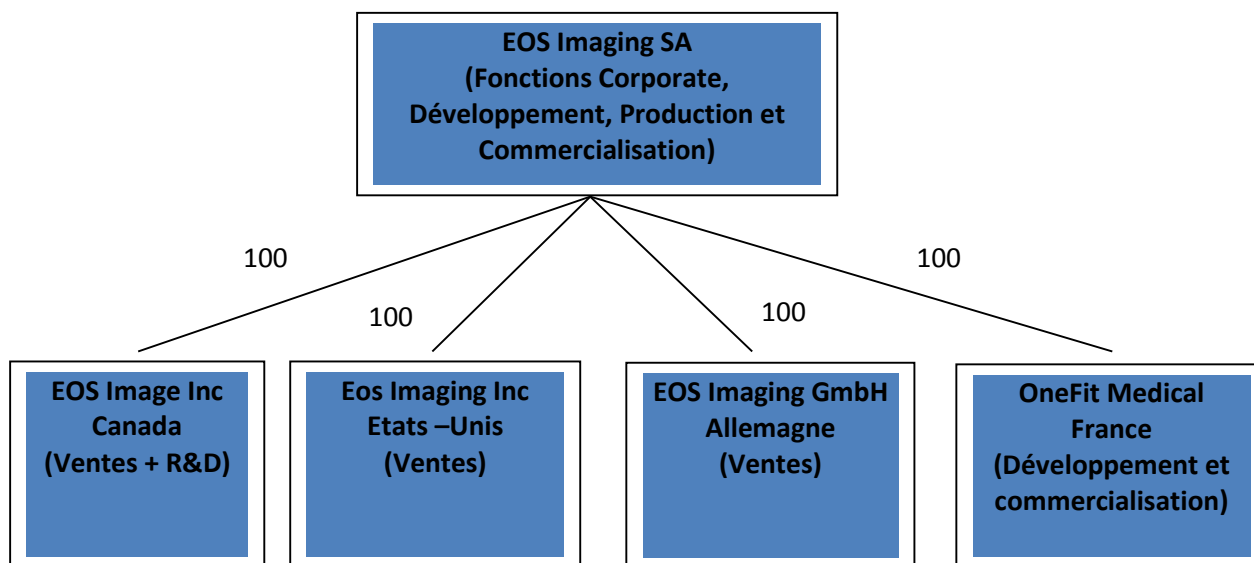 EOS Imaging SA
(Fonctions Corporate,
Développement, Production et
Commercialisation)
100
100
100
100
EOS Image Inc
Canada
(Ventes + R&D)
Eos Imaging Inc
Etats –Unis
(Ventes)
EOS Imaging GmbH
Allemagne
(Ventes)
OneFit Medical
France
(Développement et
commercialisation)